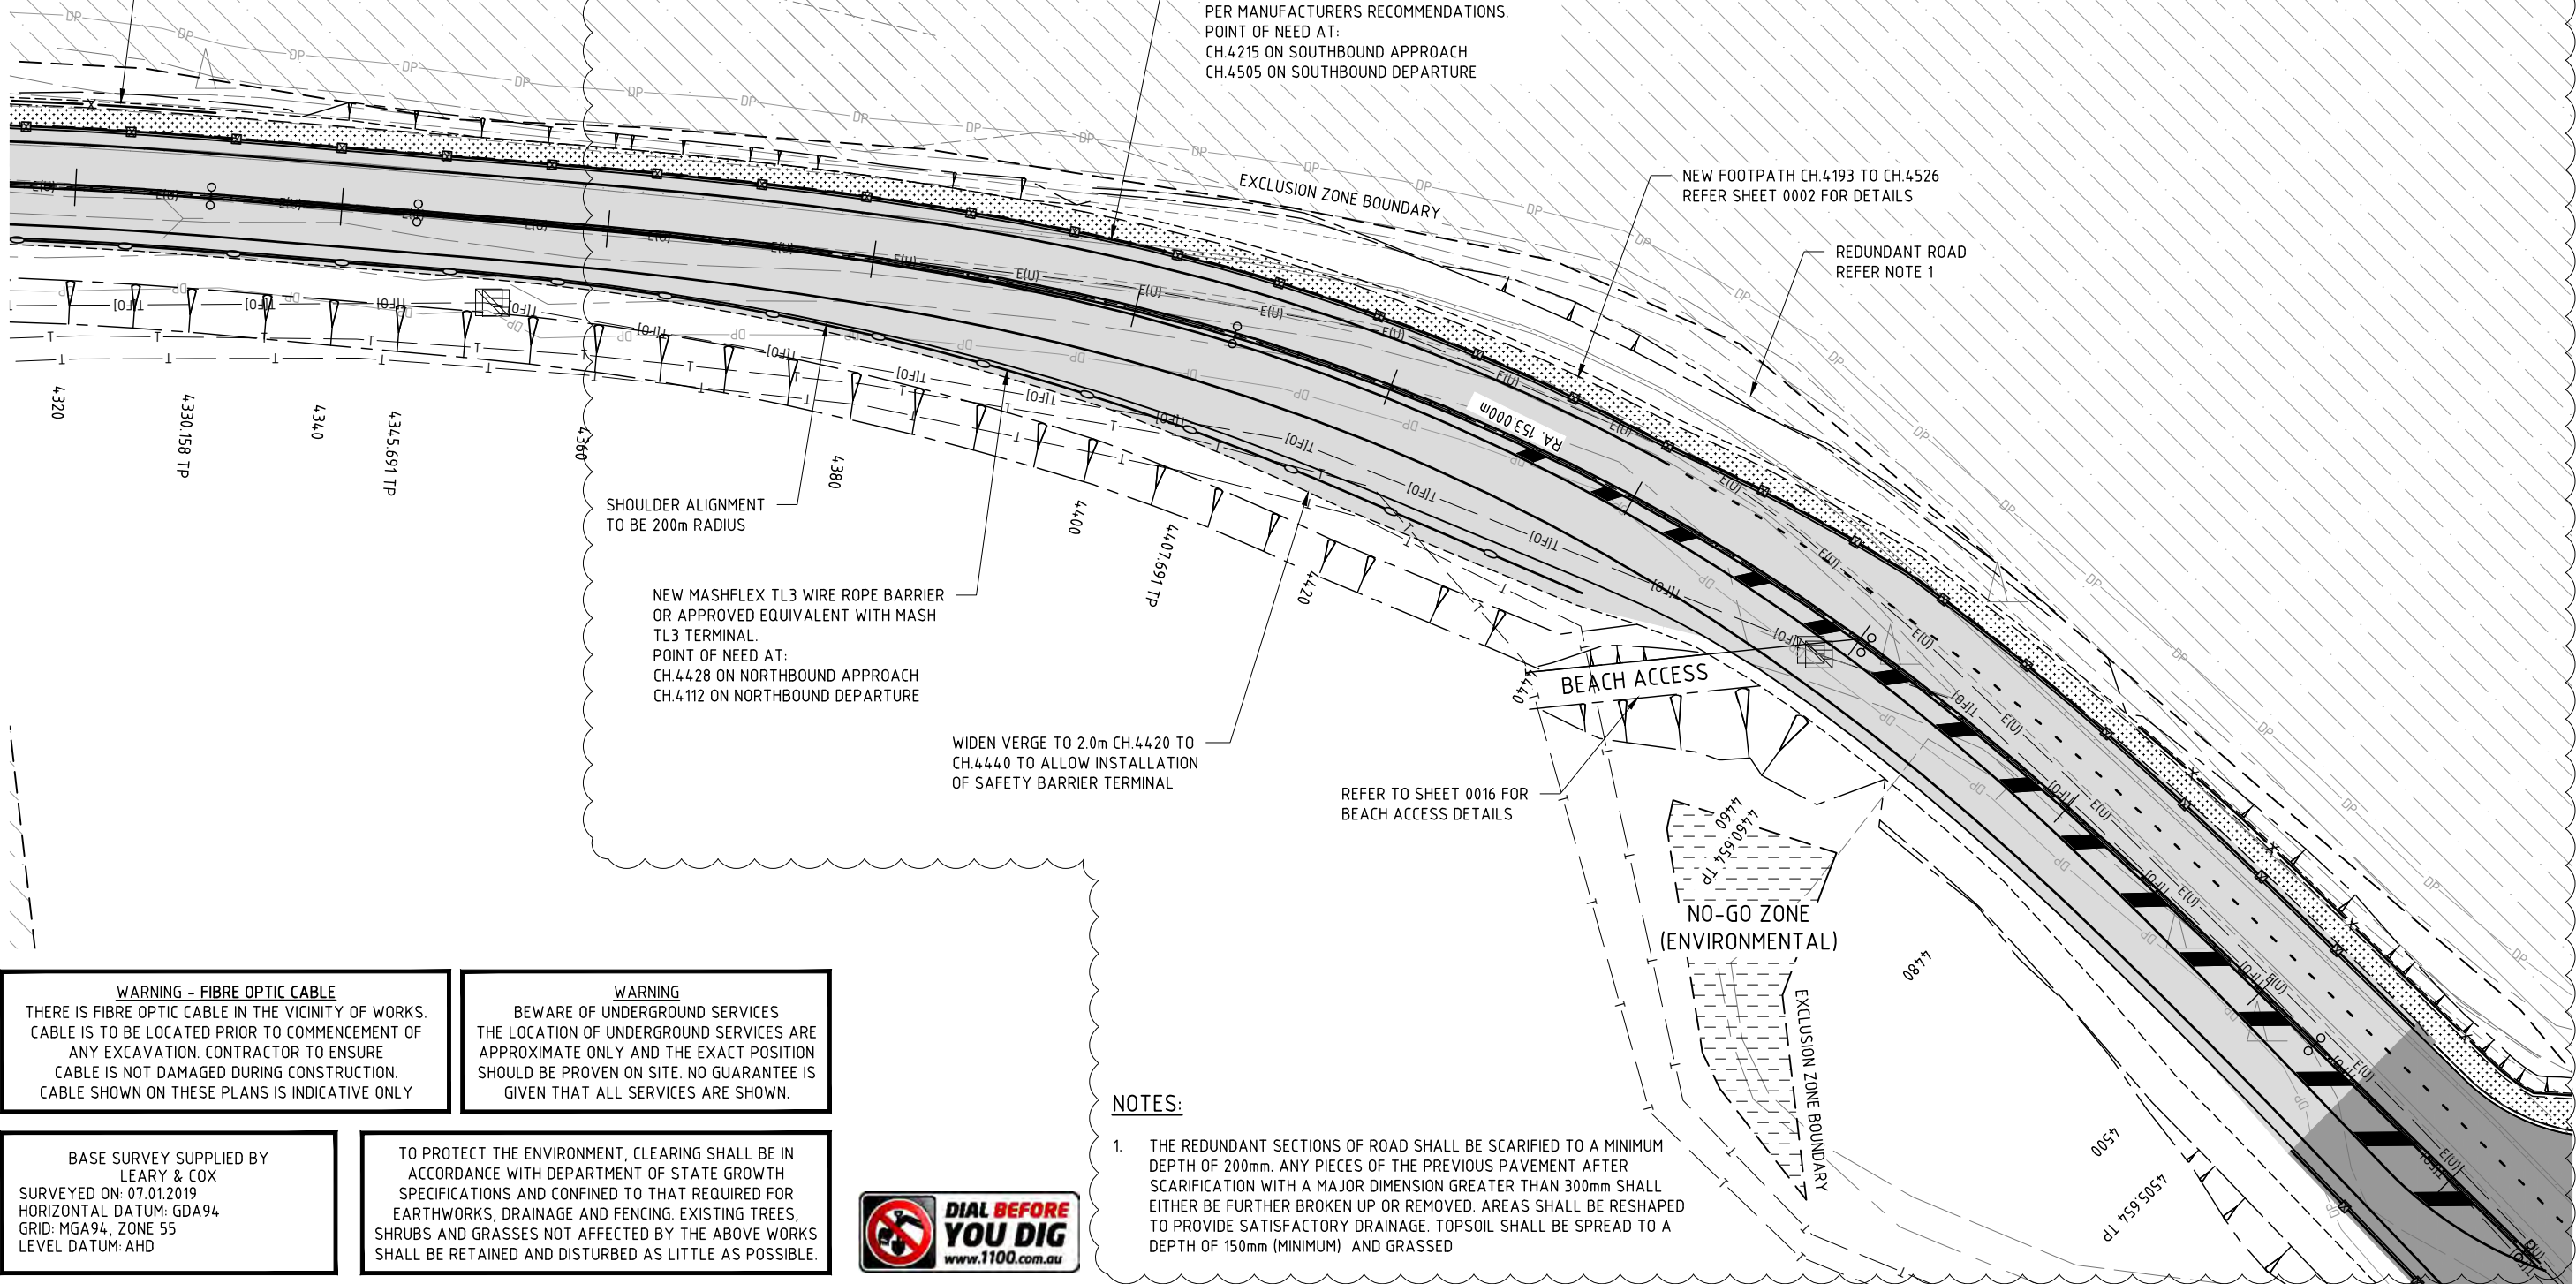 PER MANUFACTURERS RECOMMENDATIONS.
POINT OF NEED AT:
CH.4215 ON SOUTHBOUND APPROACH
CH.4505 ON SOUTHBOUND DEPARTURE
EXCLUSION ZONE BOUNDARY
NEW FOOTPATH CH.4193 TO CH.4526
REFER SHEET 0002 FOR DETAILS
REDUNDANT ROAD
REFER NOTE 1
RA. 153.000m
4320
4330.158 TP
4340
4345.691 TP
4360
4380
4400
4407.691 TP
4420
4440
4460
4460.654 TP
4480
4500
4505.654 TP
SHOULDER ALIGNMENT
TO BE 200m RADIUS
NEW MASHFLEX TL3 WIRE ROPE BARRIER
OR APPROVED EQUIVALENT WITH MASH
TL3 TERMINAL.
POINT OF NEED AT:
CH.4428 ON NORTHBOUND APPROACH
CH.4112 ON NORTHBOUND DEPARTURE
WIDEN VERGE TO 2.0m CH.4420 TO
CH.4440 TO ALLOW INSTALLATION
OF SAFETY BARRIER TERMINAL
BEACH ACCESS
REFER TO SHEET 0016 FOR
BEACH ACCESS DETAILS
NO-GO ZONE
(ENVIRONMENTAL)
EXCLUSION ZONE BOUNDARY
WARNING - FIBRE OPTIC CABLE
THERE IS FIBRE OPTIC CABLE IN THE VICINITY OF WORKS.
CABLE IS TO BE LOCATED PRIOR TO COMMENCEMENT OF
ANY EXCAVATION. CONTRACTOR TO ENSURE
CABLE IS NOT DAMAGED DURING CONSTRUCTION.
CABLE SHOWN ON THESE PLANS IS INDICATIVE ONLY
WARNING
BEWARE OF UNDERGROUND SERVICES
THE LOCATION OF UNDERGROUND SERVICES ARE
APPROXIMATE ONLY AND THE EXACT POSITION
SHOULD BE PROVEN ON SITE. NO GUARANTEE IS
GIVEN THAT ALL SERVICES ARE SHOWN.
BASE SURVEY SUPPLIED BY
LEARY & COX
SURVEYED ON: 07.01.2019
HORIZONTAL DATUM: GDA94
GRID: MGA94, ZONE 55
LEVEL DATUM: AHD
TO PROTECT THE ENVIRONMENT, CLEARING SHALL BE IN
ACCORDANCE WITH DEPARTMENT OF STATE GROWTH
SPECIFICATIONS AND CONFINED TO THAT REQUIRED FOR
EARTHWORKS, DRAINAGE AND FENCING. EXISTING TREES,
SHRUBS AND GRASSES NOT AFFECTED BY THE ABOVE WORKS
SHALL BE RETAINED AND DISTURBED AS LITTLE AS POSSIBLE.
DIAL BEFORE
YOU DIG
www.1100.com.au
NOTES:
1. THE REDUNDANT SECTIONS OF ROAD SHALL BE SCARIFIED TO A MINIMUM
DEPTH OF 200mm. ANY PIECES OF THE PREVIOUS PAVEMENT AFTER
SCARIFICATION WITH A MAJOR DIMENSION GREATER THAN 300mm SHALL
EITHER BE FURTHER BROKEN UP OR REMOVED. AREAS SHALL BE RESHAPED
TO PROVIDE SATISFACTORY DRAINAGE. TOPSOIL SHALL BE SPREAD TO A
DEPTH OF 150mm (MINIMUM) AND GRASSED